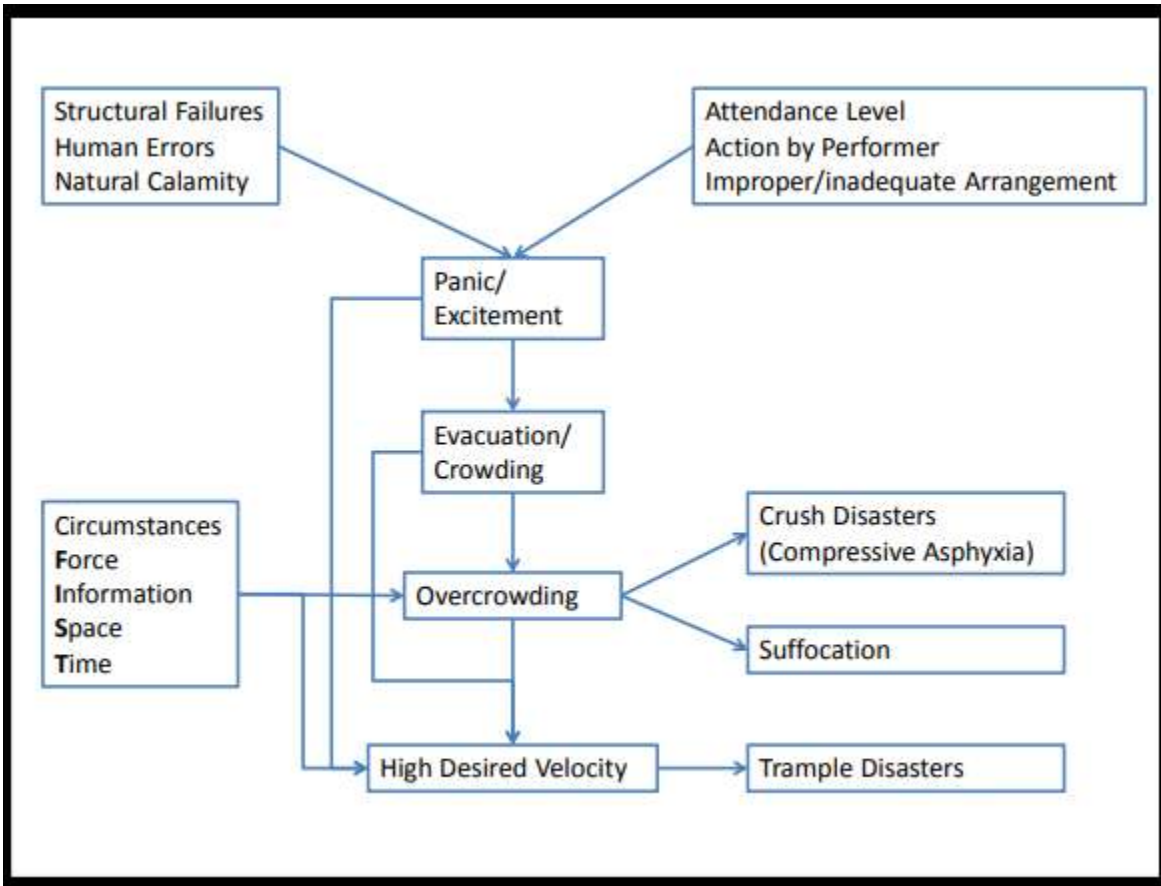 Structural Failures
Human Errors
Natural Calamity
Attendance Level
Action by Performer
Improper/inadequate Arrangement
Panic/
Excitement
Evacuation/
Crowding
Circumstances
Force
Information
Space
Time
Overcrowding
Crush Disasters
(Compressive Asphyxia)
Suffocation
High Desired Velocity
Trample Disasters